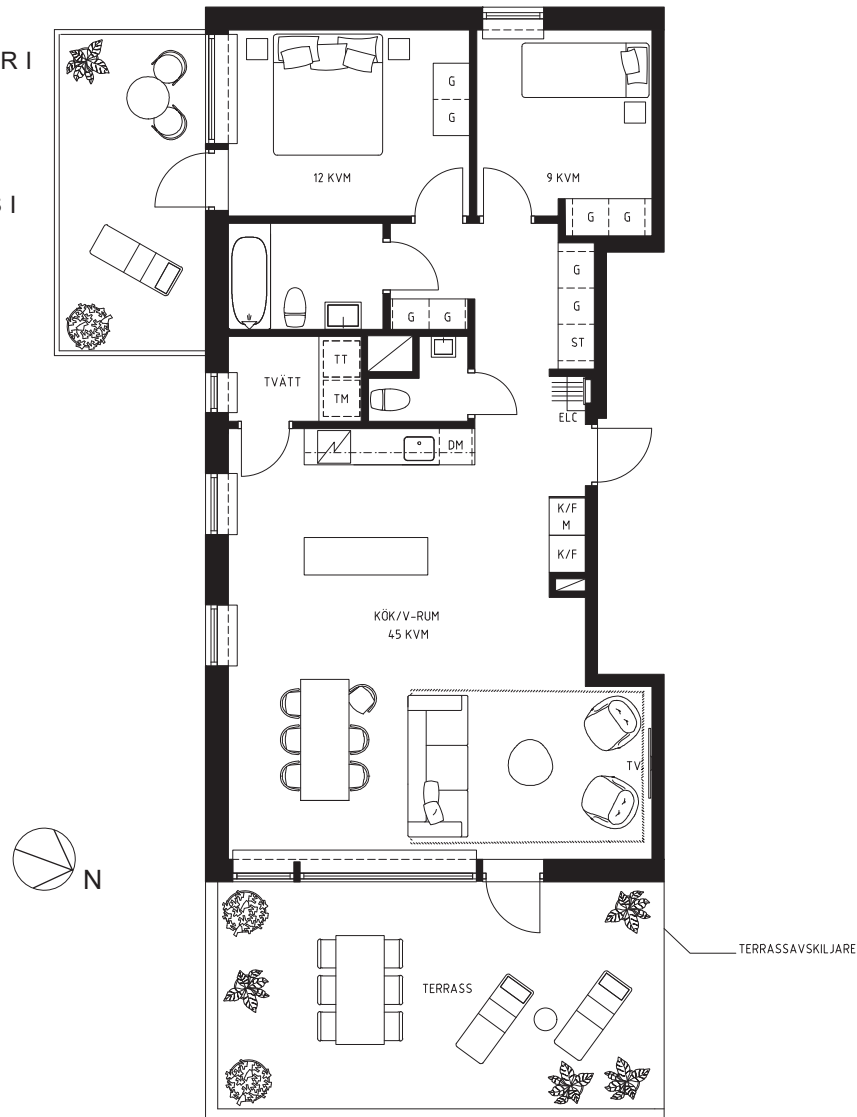 R I
S I
G
G
G
12 KVM
9 KVM
G G
G
G
G G
ST
TT
TVÄTT
TM
ELC
DM
K/F
M
K/F
KÖK/V-RUM
45 KVM
TV
N
TERRASSAVSKILJARE
TERRASS